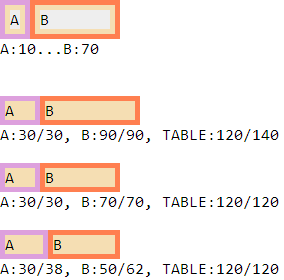 A B
A:10...B:70
A B
A:30/30, B:90/90, TABLE:120/140
A B
A:30/30, B:70/70, TABLE:120/120
A B
A:30/38, B:50/62, TABLE:120/120